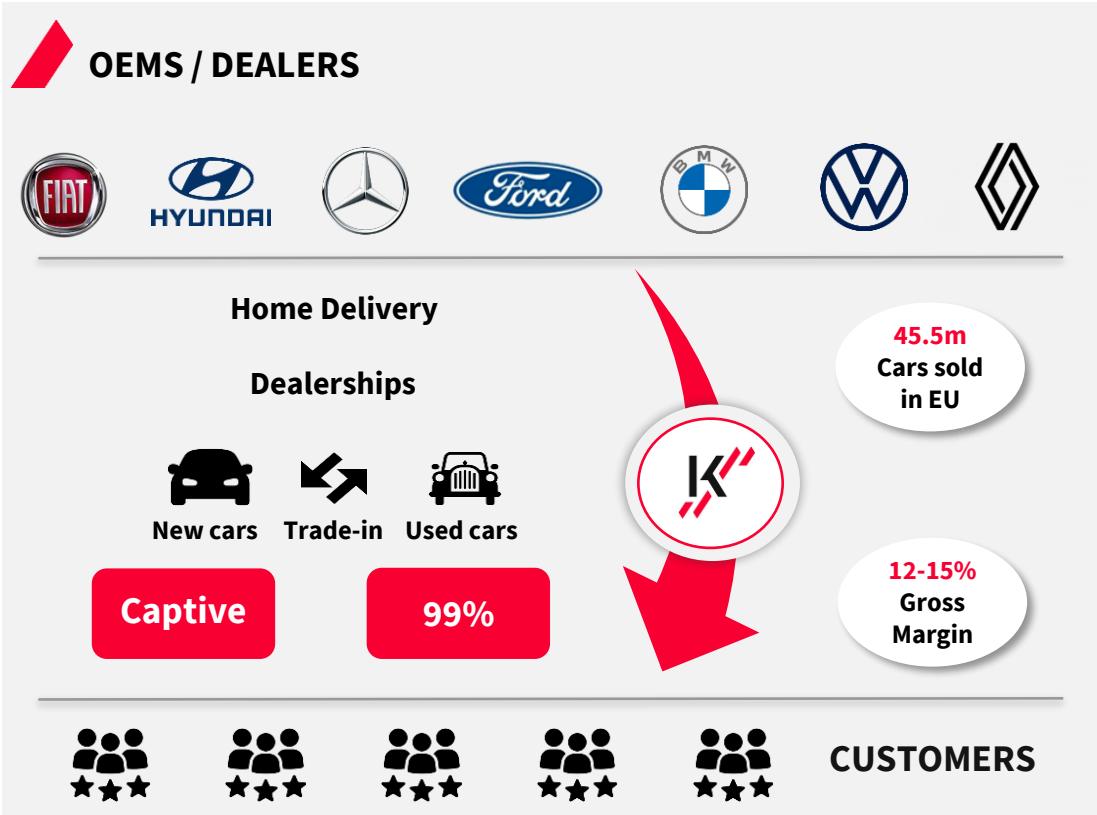 OEMS / DEALERS
FIAT
HYUNDAI
Ford
BMW
Home Delivery
Dealerships
45.5m
Cars sold
in EU
K
New cars
Trade-in
Used cars
Captive
99%
12-15%
Gross
Margin
CUSTOMERS